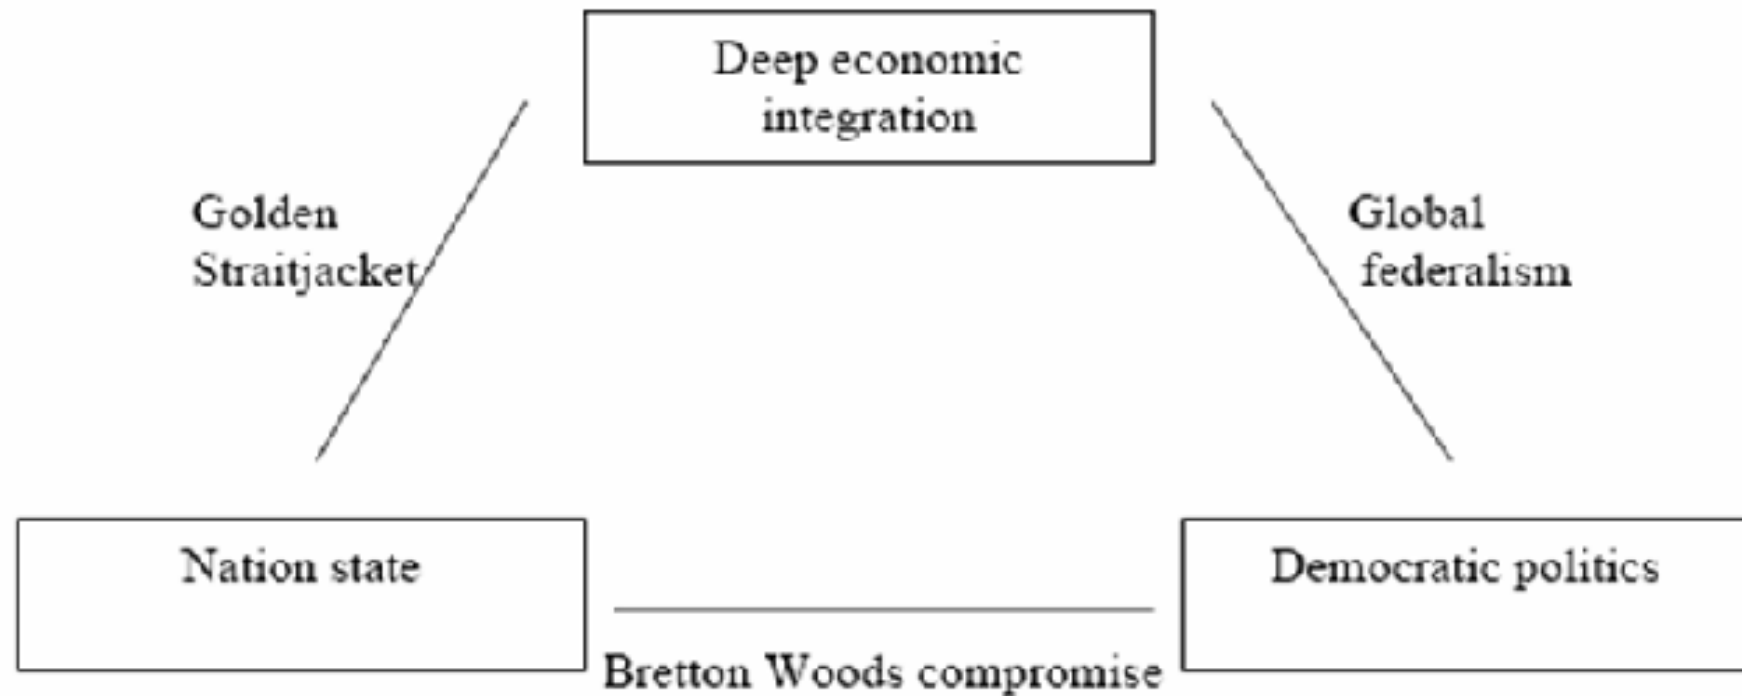 Deep economic
integration
Golden
Straitjacket
Global
federalism
Nation state
Democratic politics
Bretton Woods compromise